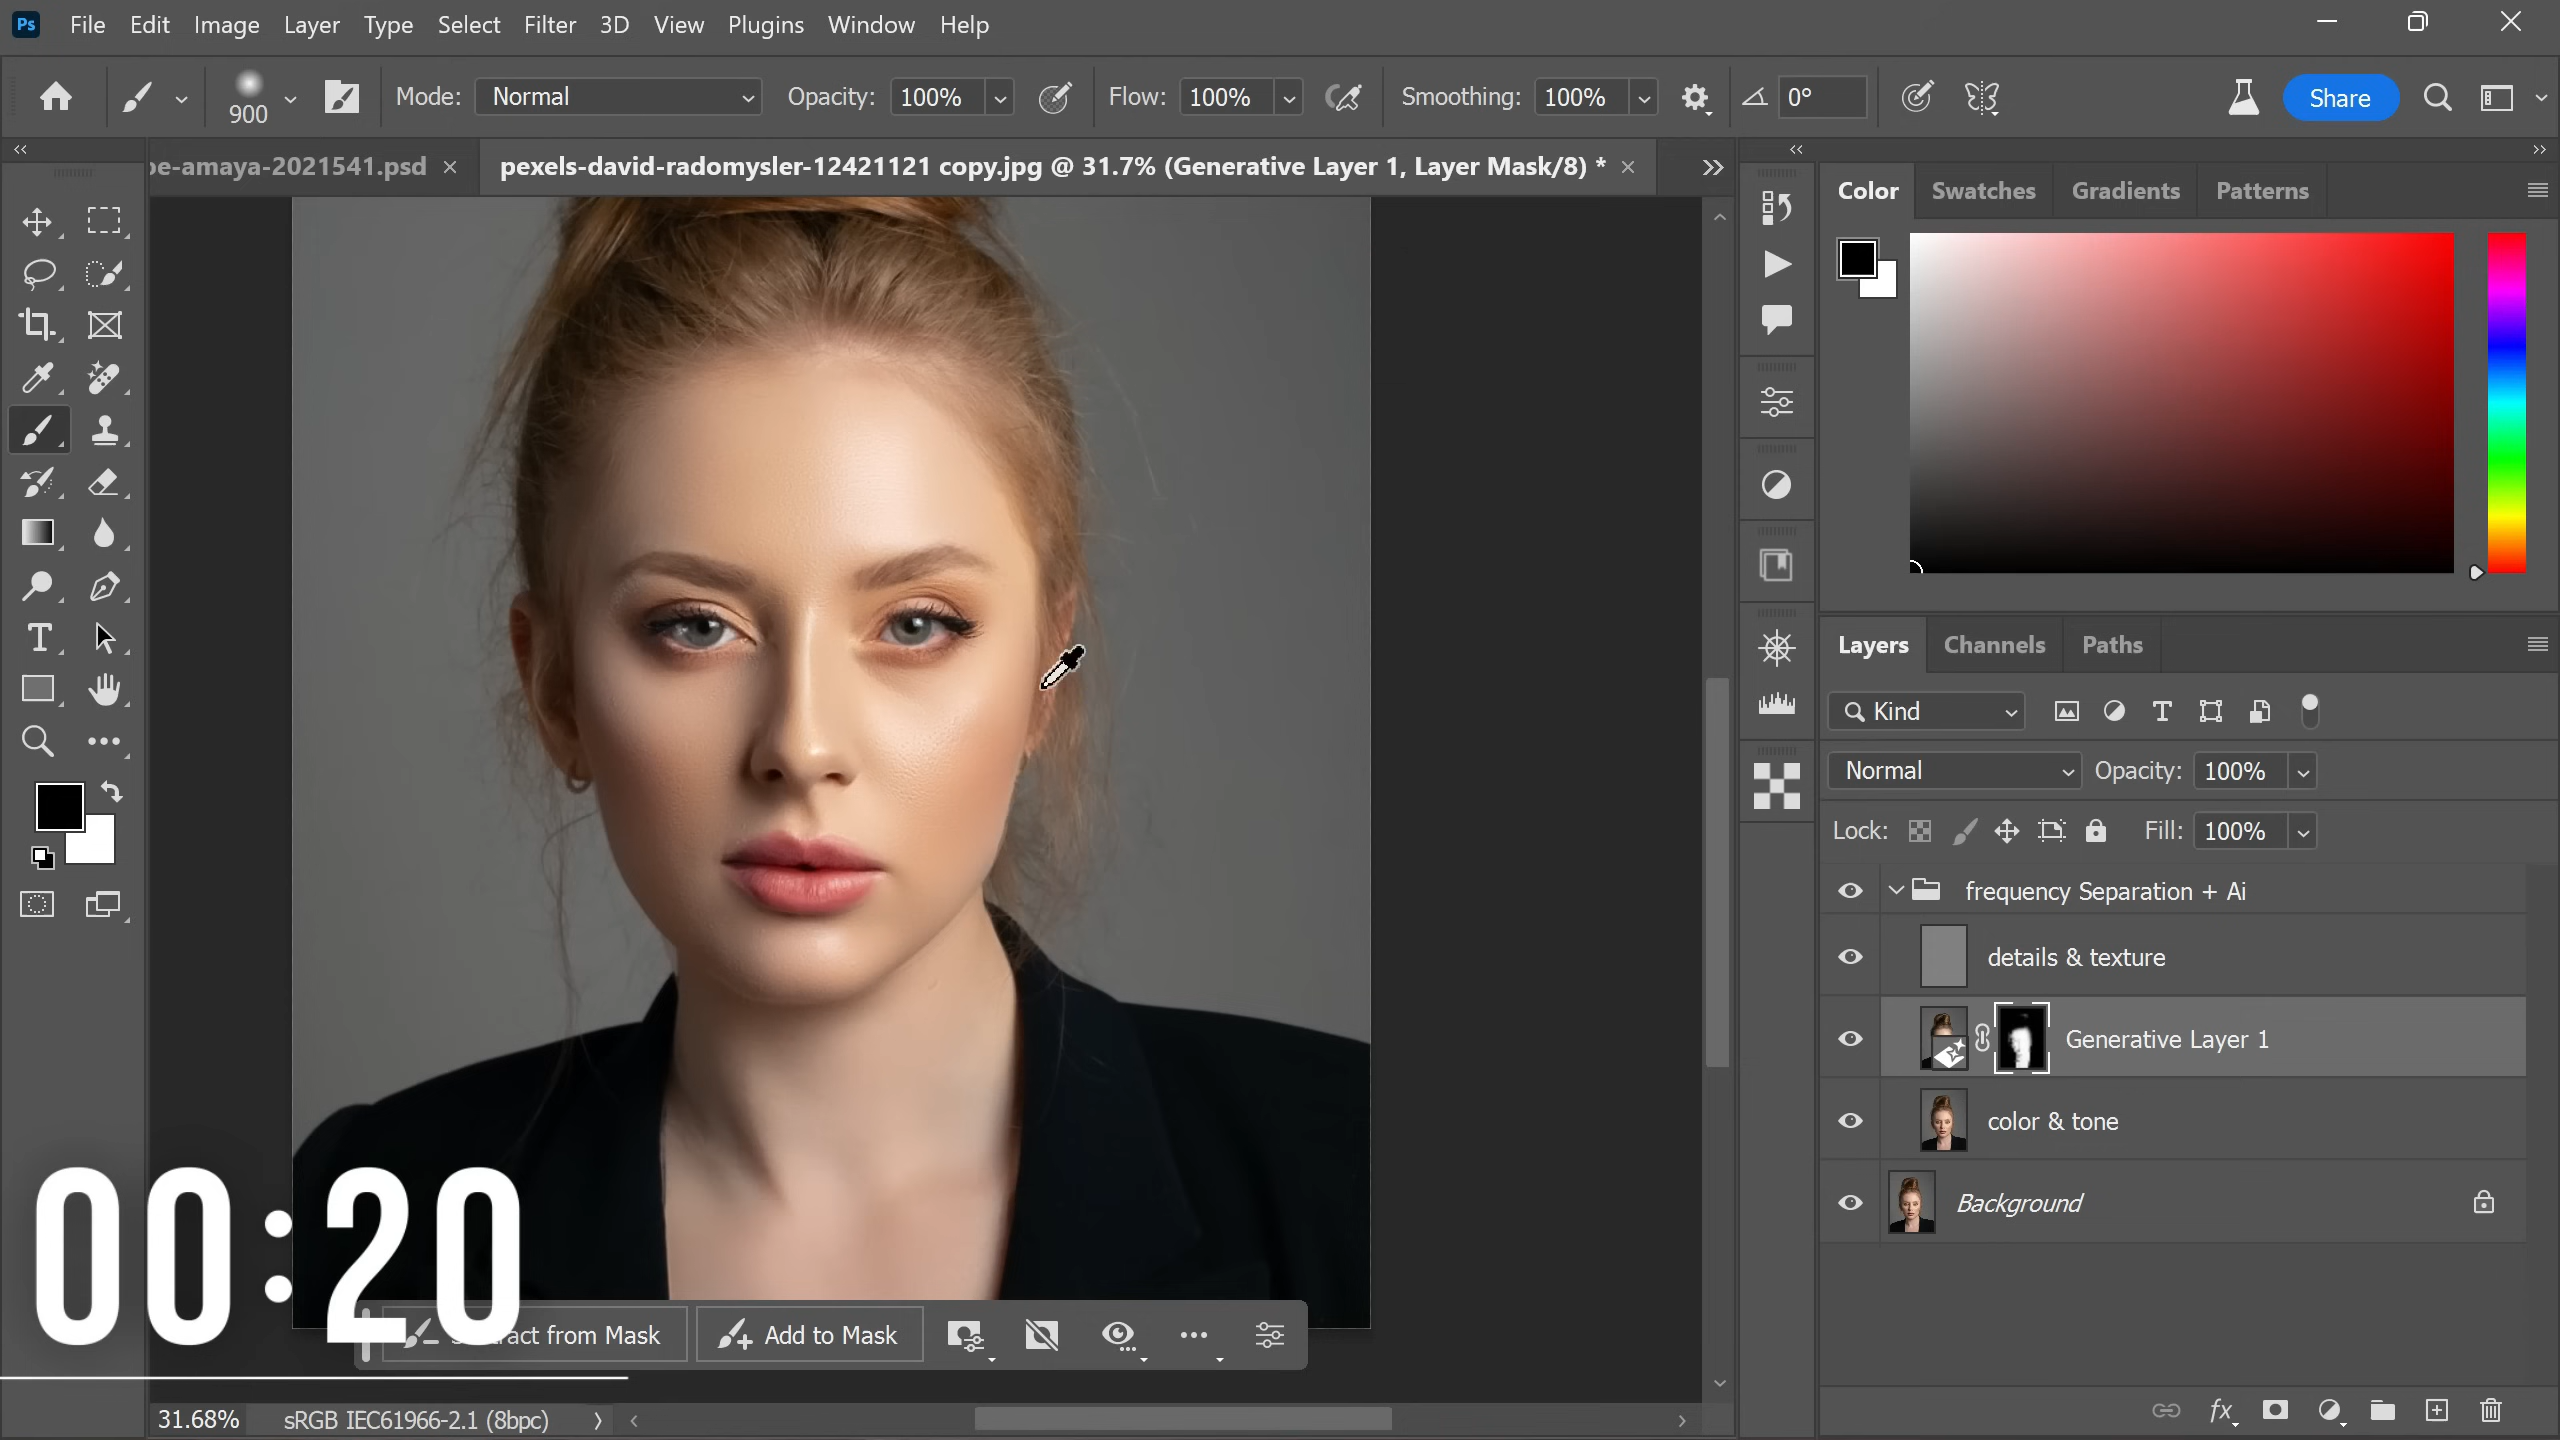 Ps File Edit Image Layer Type Select Filter 3D View Plugins Window Help
900 Mode: Normal Opacity: 100% Flow: 100% Smoothing: 100% 0° Share
be-amaya-2021541.psd × pexels-david-radomysler-12421121 copy.jpg @ 31.7% (Generative Layer 1, Layer Mask/8) * ×
Color Swatches Gradients Patterns
Layers Channels Paths
Kind
Normal Opacity: 100%
Lock: Fill: 100%
frequency Separation + Ai
details & texture
Generative Layer 1
color & tone
Background
00:20
act from Mask Add to Mask
31.68% sRGB IEC61966-2.1 (8bpc)
fx